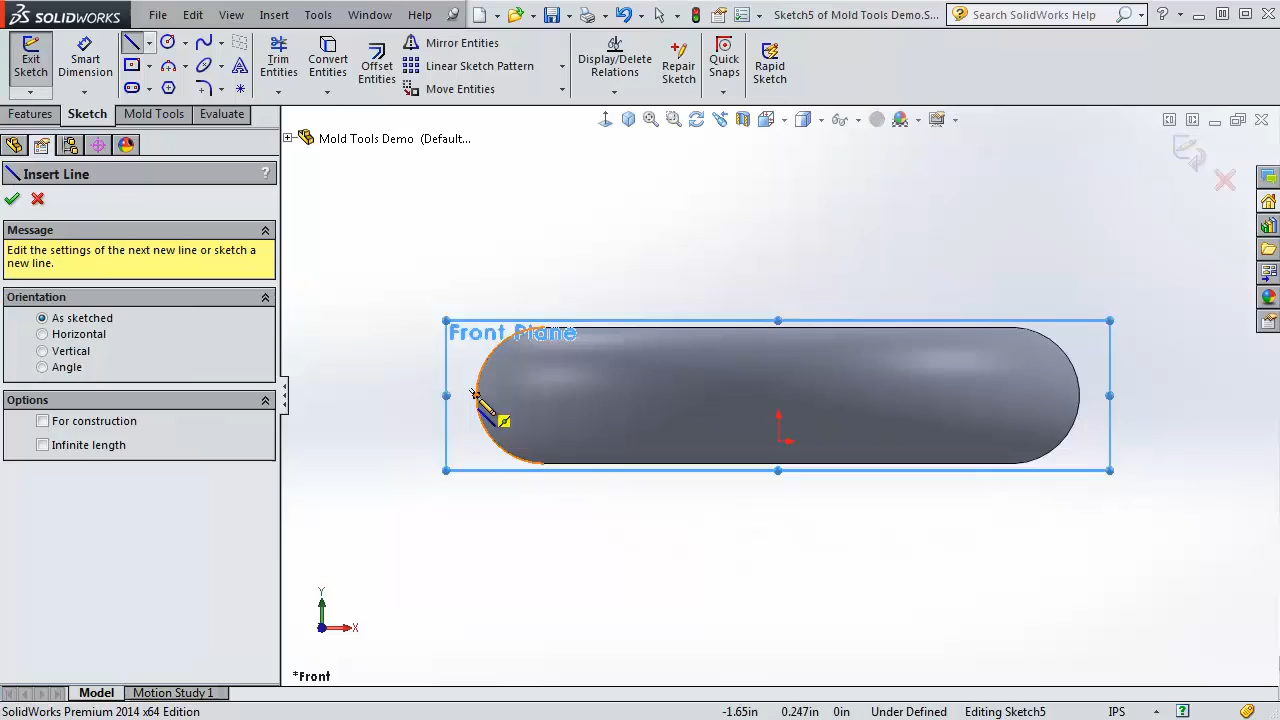 SOLIDWORKS File Edit View Insert Tools Window Help Sketch5 of Mold Tools Demo.S... Search SolidWorks Help
Exit Sketch
Smart Dimension
Trim Entities
Convert Entities
Offset Entities
Mirror Entities
Linear Sketch Pattern
Move Entities
Display/Delete Relations
Repair Sketch
Quick Snaps
Rapid Sketch
Features Sketch Mold Tools Evaluate
Mold Tools Demo (Default...
Insert Line ?
Message
Edit the settings of the next new line or sketch a
new line.
Orientation
As sketched
Horizontal
Vertical
Angle
Options
For construction
Infinite length
Front Plane
Y
X
*Front
Model Motion Study 1
SolidWorks Premium 2014 x64 Edition -1.65in 0.247in 0in Under Defined Editing Sketch5 IPS ?